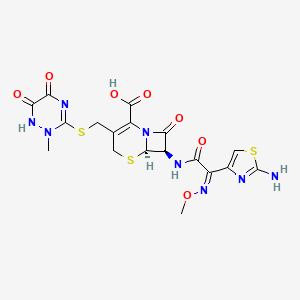 O OH
O O
O N N O
HN N S
N H N S
S O N NH₂
N
O